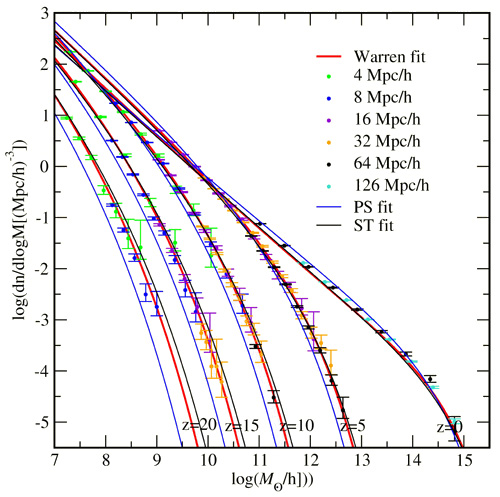 3
2
1
0
-1
-2
-3
-4
-5
log(dn/dlogM[(Mpc/h)⁻³])
Warren fit
4 Mpc/h
8 Mpc/h
16 Mpc/h
32 Mpc/h
64 Mpc/h
126 Mpc/h
PS fit
ST fit
z=20 z=15 z=10 z=5 z=0
7 8 9 10 11 12 13 14 15
log(M_ʘ/h]))